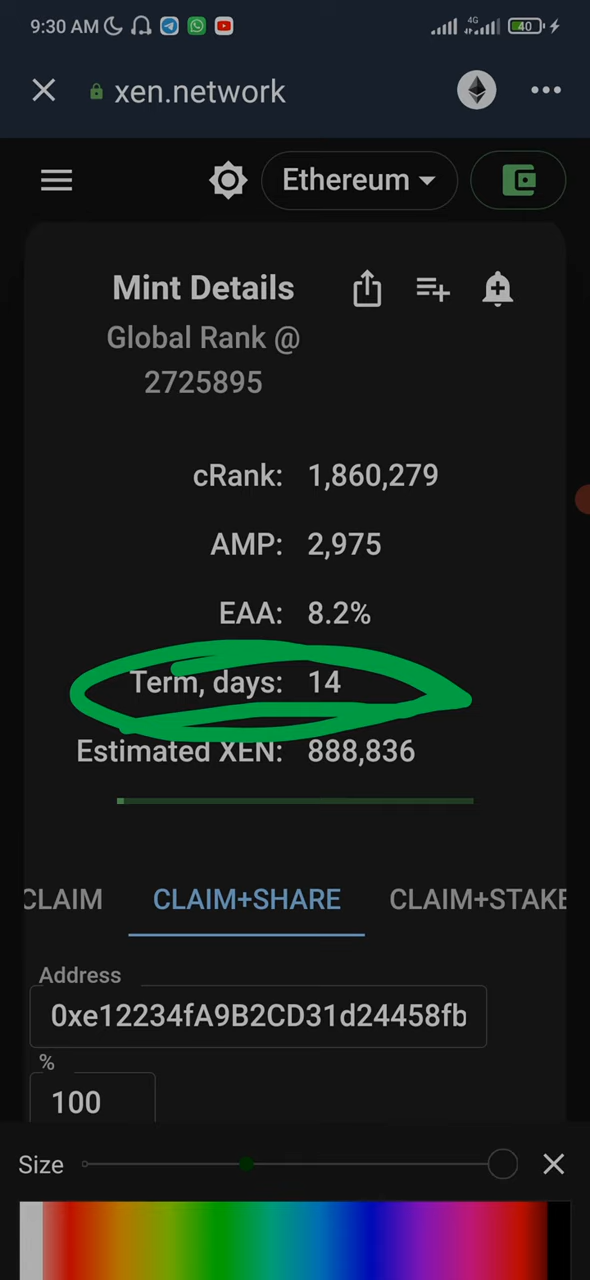 9:30 AM 4G 40
xen.network
Ethereum
Mint Details
Global Rank @
2725895
cRank: 1,860,279
AMP: 2,975
EAA: 8.2%
Term, days: 14
Estimated XEN: 888,836
CLAIM CLAIM+SHARE CLAIM+STAKE
Address
0xe12234fA9B2CD31d24458fb
%
100
Size